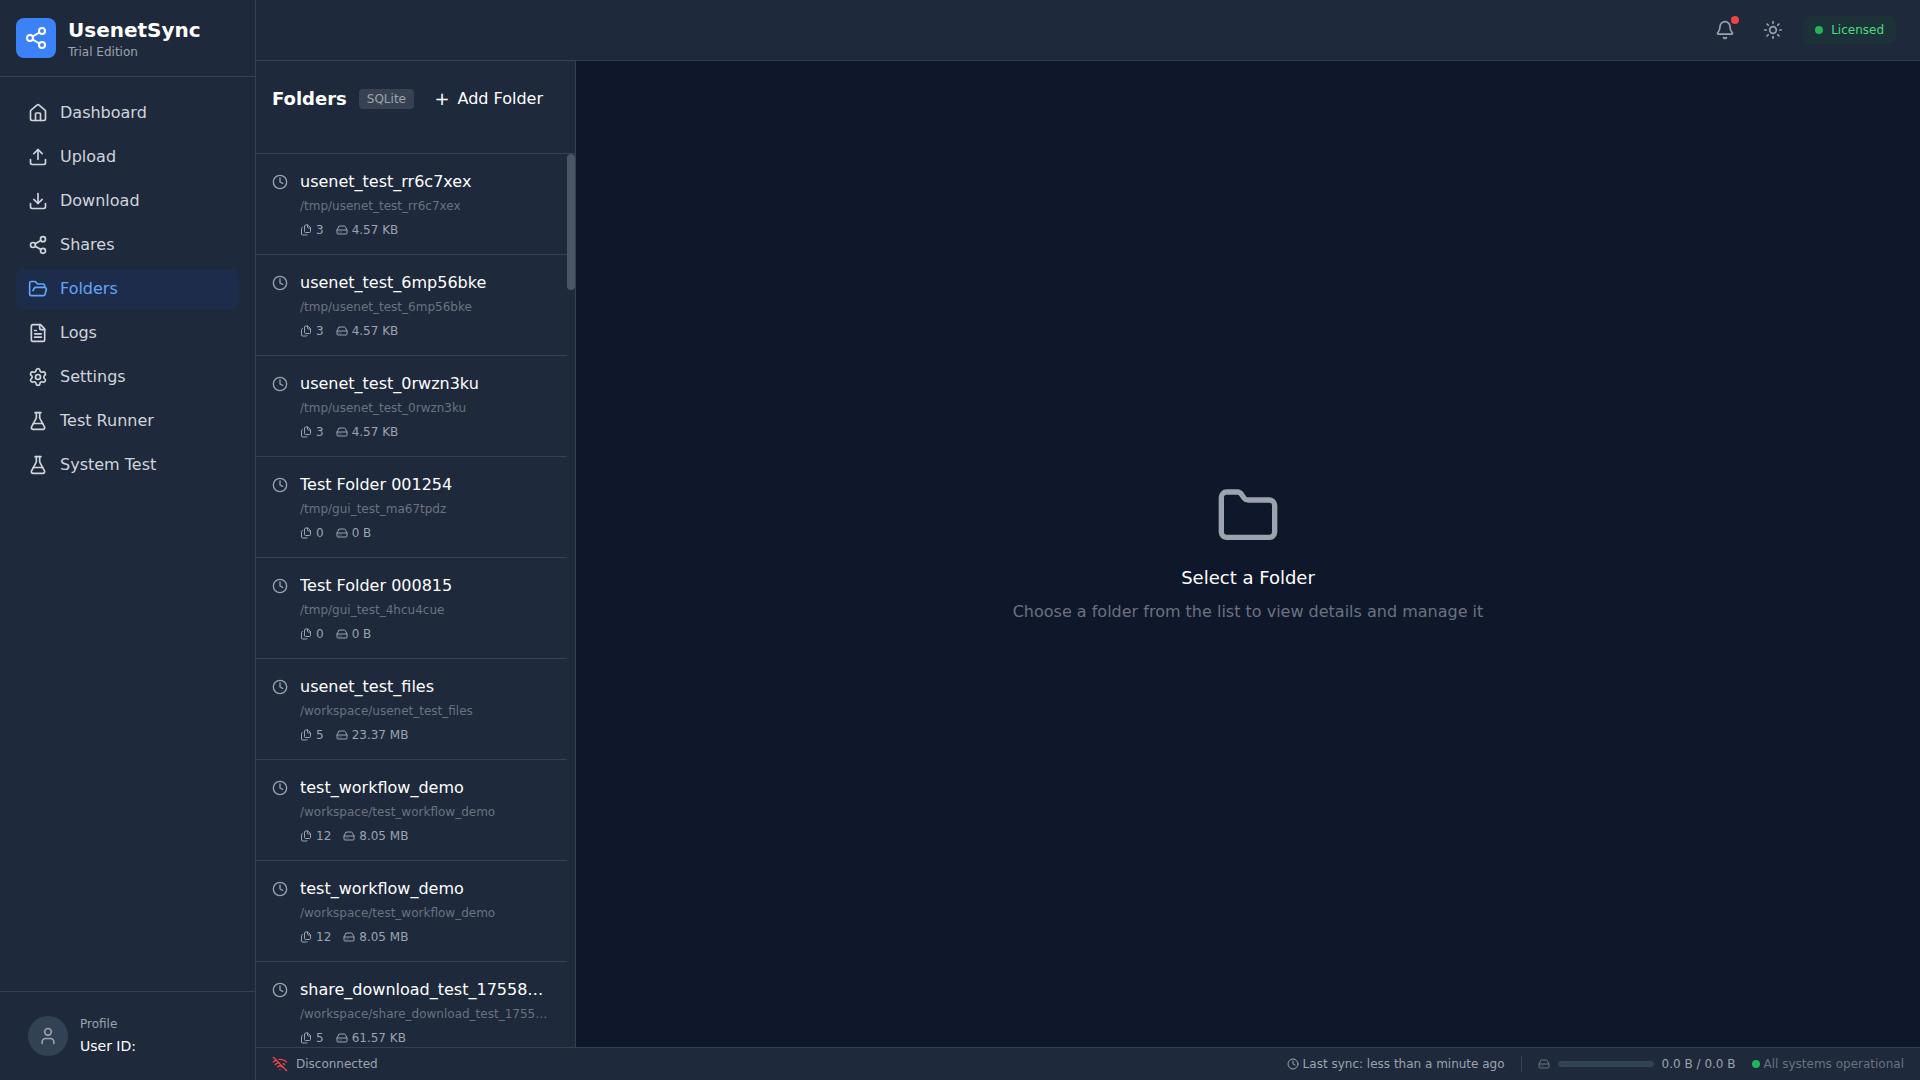 UsenetSync
Trial Edition
Licensed
Dashboard
Upload
Download
Shares
Folders
Logs
Settings
Test Runner
System Test
Profile
User ID:
Folders
SQLite
Add Folder
usenet_test_rr6c7xex
/tmp/usenet_test_rr6c7xex
3 4.57 KB
usenet_test_6mp56bke
/tmp/usenet_test_6mp56bke
3 4.57 KB
usenet_test_0rwzn3ku
/tmp/usenet_test_0rwzn3ku
3 4.57 KB
Test Folder 001254
/tmp/gui_test_ma67tpdz
0 0 B
Test Folder 000815
/tmp/gui_test_4hcu4cue
0 0 B
usenet_test_files
/workspace/usenet_test_files
5 23.37 MB
test_workflow_demo
/workspace/test_workflow_demo
12 8.05 MB
test_workflow_demo
/workspace/test_workflow_demo
12 8.05 MB
share_download_test_17558...
/workspace/share_download_test_1755...
5 61.57 KB
Select a Folder
Choose a folder from the list to view details and manage it
Disconnected
Last sync: less than a minute ago
0.0 B / 0.0 B
All systems operational